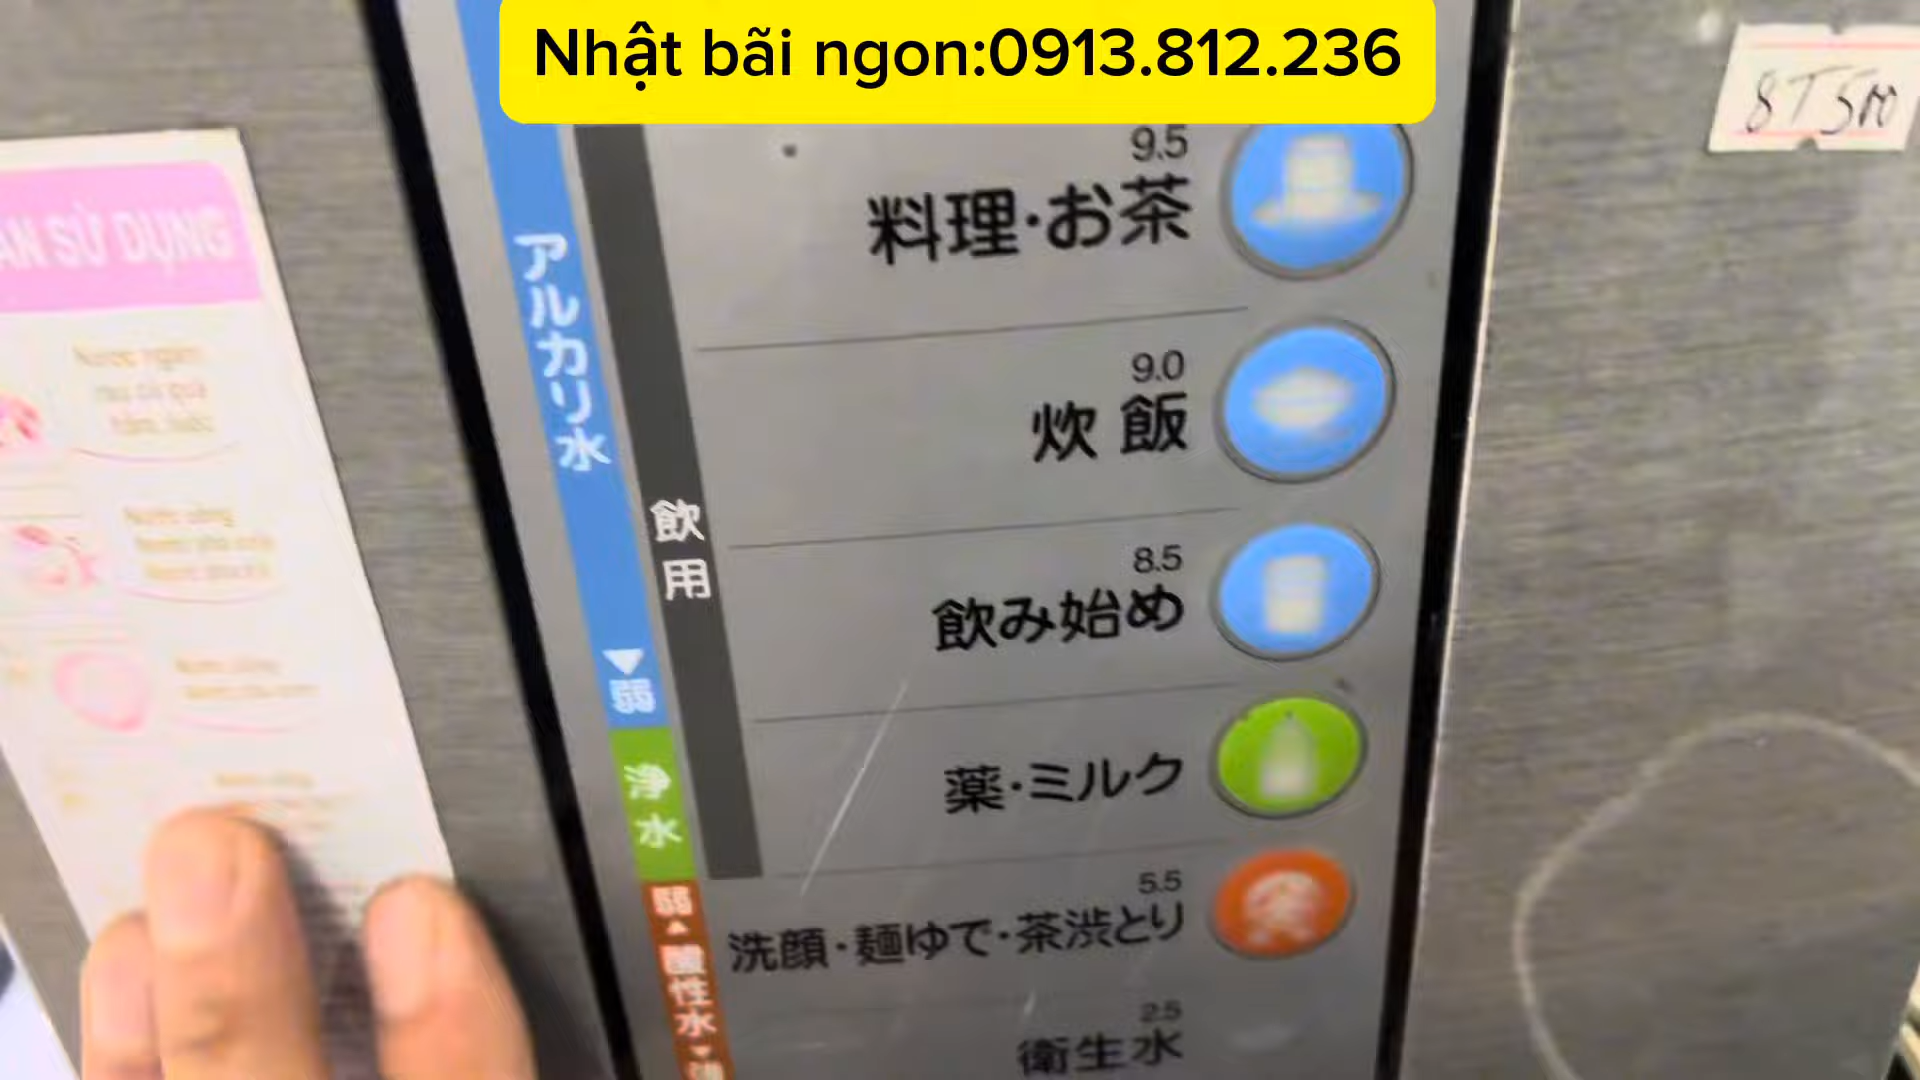 Nhật bãi ngon:0913.812.236
8T5
ẪN SỬ DỤNG
アルカリ水
▼弱
飲用
9.5
料理・お茶
9.0
炊飯
8.5
飲み始め
浄水
薬・ミルク
弱▲酸性水▼強
5.5
洗顔・麺ゆで・茶渋とり
2.5
衛生水